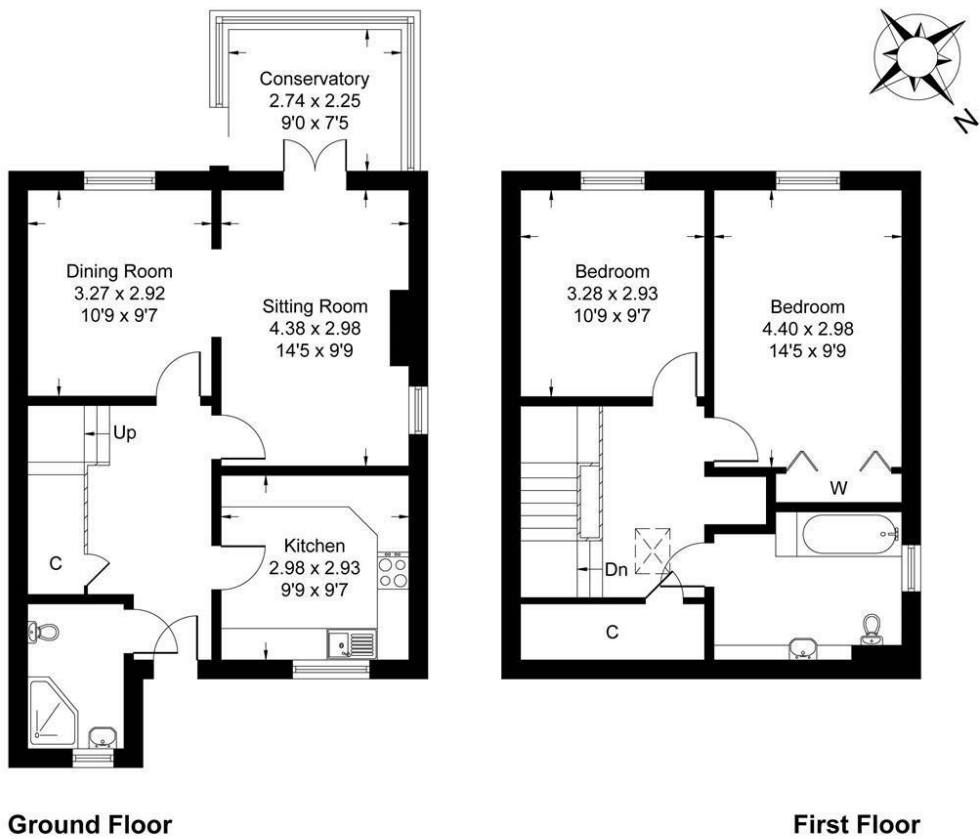 Conservatory
2.74 x 2.25
9'0 x 7'5
N
Dining Room
3.27 x 2.92
10'9 x 9'7
Sitting Room
4.38 x 2.98
14'5 x 9'9
Up
C
Kitchen
2.98 x 2.93
9'9 x 9'7
Bedroom
3.28 x 2.93
10'9 x 9'7
Bedroom
4.40 x 2.98
14'5 x 9'9
W
Dn
C
Ground Floor
First Floor